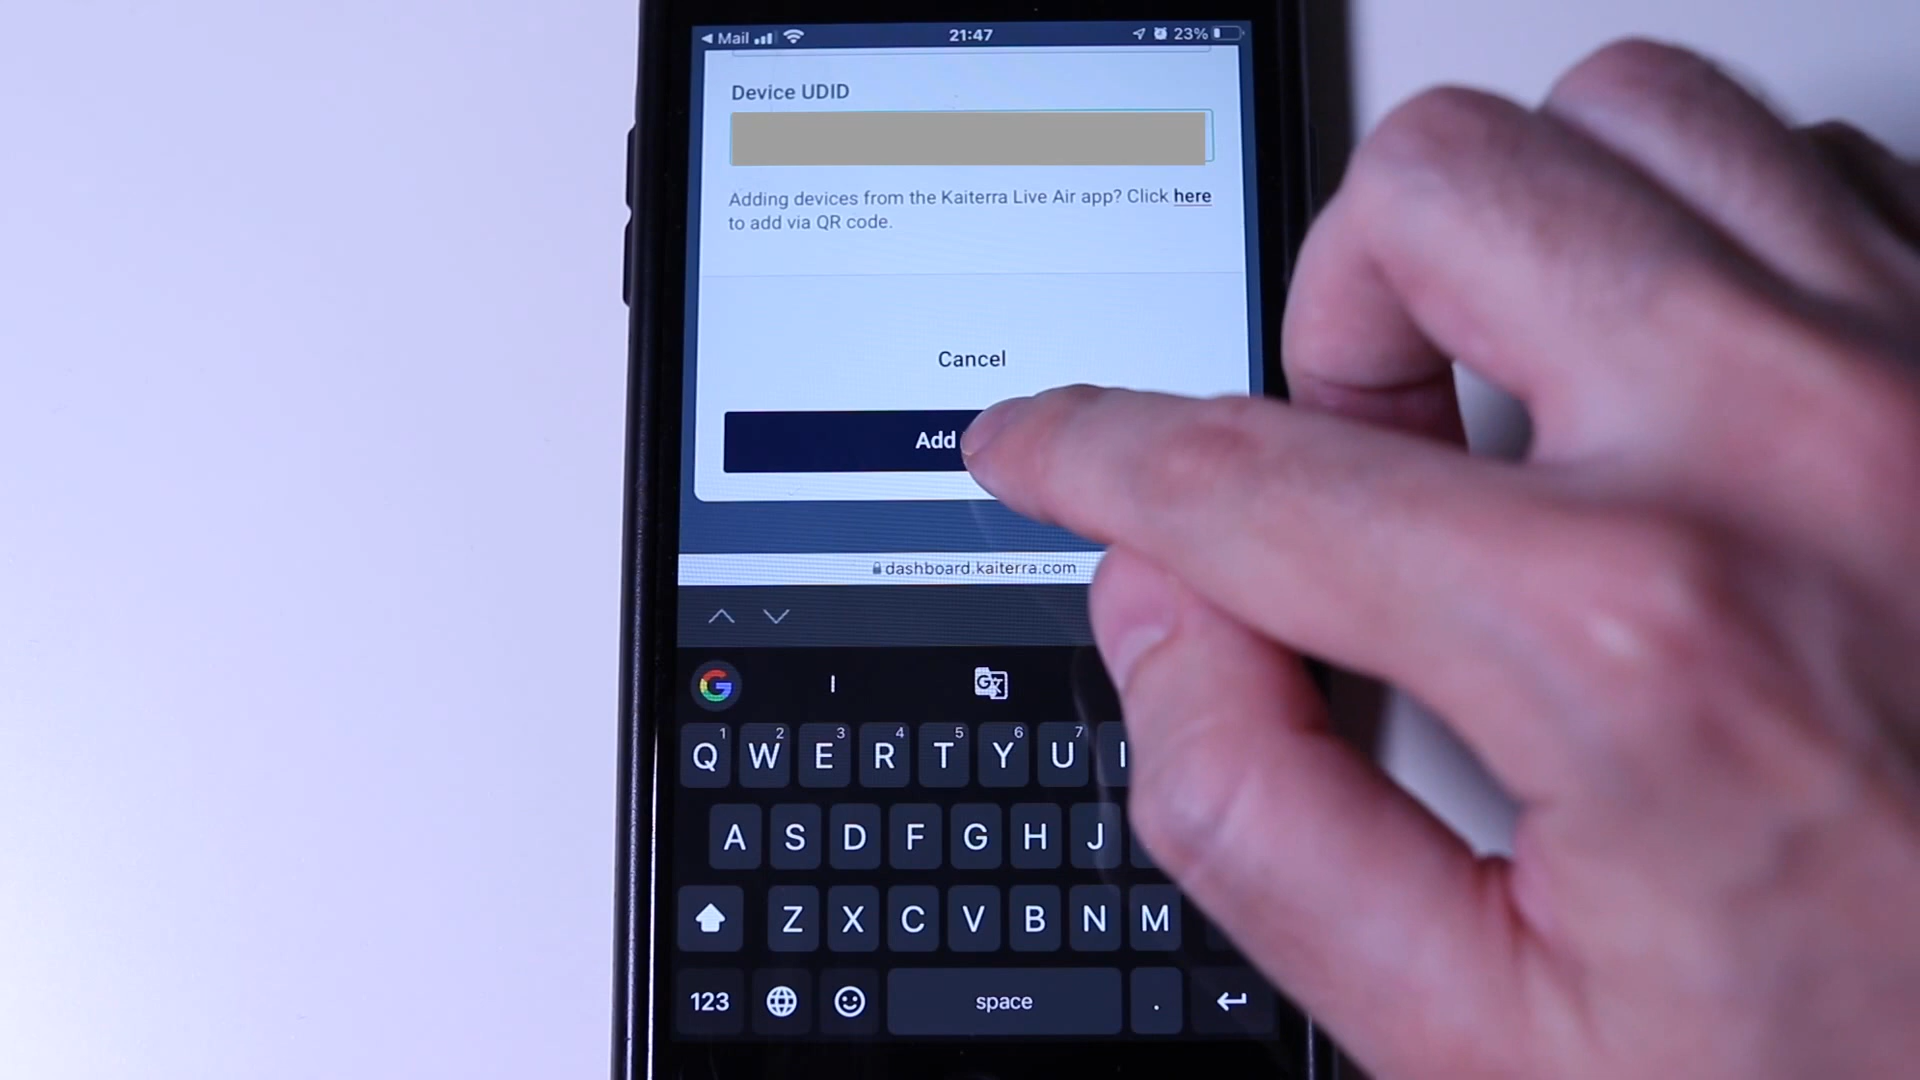 Mail 21:47 23%
Device UDID
Adding devices from the Kaiterra Live Air app? Click here
to add via QR code.
Cancel
Add
dashboard.kaiterra.com
G I G
1 2 3 4 5 6 7
Q W E R T Y U I
A S D F G H J
Z X C V B N M
123 space .